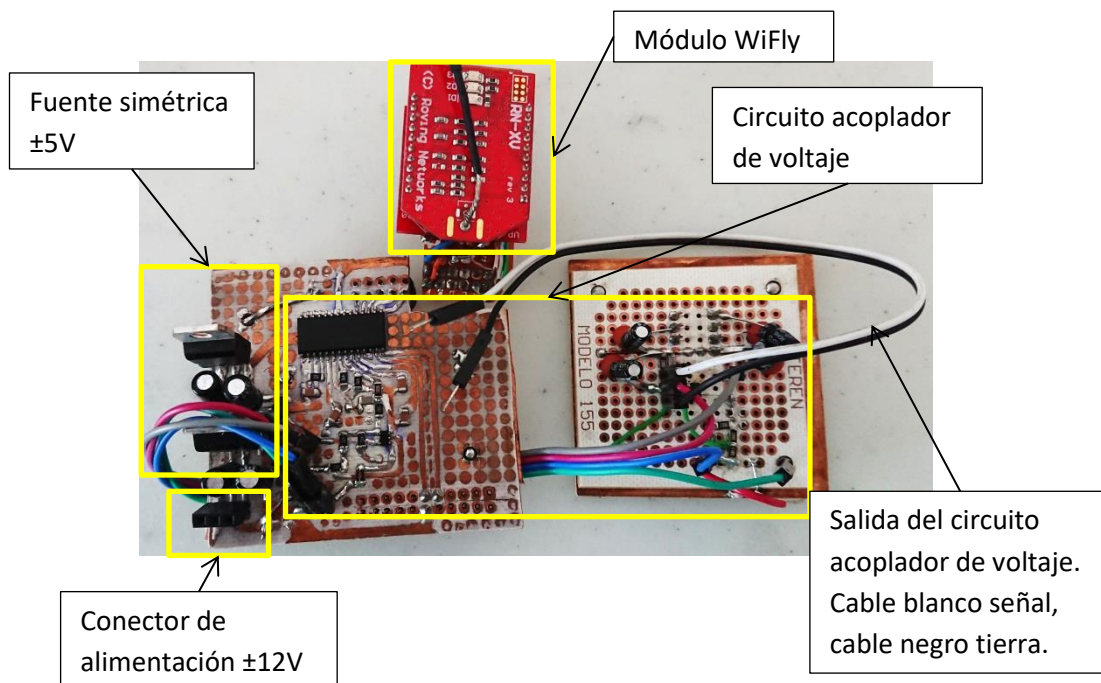 Módulo WiFly
Fuente simétrica
±5V
Circuito acoplador
de voltaje
(C) Roving Networks
RN-XV
rev 3
MODELO 155
Salida del circuito
acoplador de voltaje.
Cable blanco señal,
cable negro tierra.
Conector de
alimentación ±12V